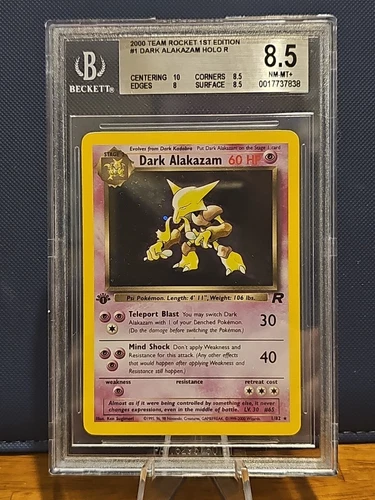 2000 TEAM ROCKET 1ST EDITION
#1 DARK ALAKAZAM HOLO R
8.5
CENTERING 10 CORNERS 8.5
EDGES 8 SURFACE 8.5
NM-MT+
0017737838
BECKETT
Evolves from Dark Kadabra Put Dark Alakazam on the Stage 1 card
STAGE 2
Dark Alakazam 60 HP
Psi Pokémon. Length: 4' 11", Weight: 106 lbs.
Teleport Blast You may switch Dark
Alakazam with 1 of your Benched Pokémon.
(Do the damage before switching the Pokémon.)
30
Mind Shock Don't apply Weakness and
Resistance for this attack. (Any other effects
that would happen after applying Weakness and
Resistance still happen.)
40
weakness resistance retreat cost
Almost as if it were being controlled by something else, it never
changes expression, even in the middle of battle. LV. 30 #65
Illus. Ken Sugimori
1/82